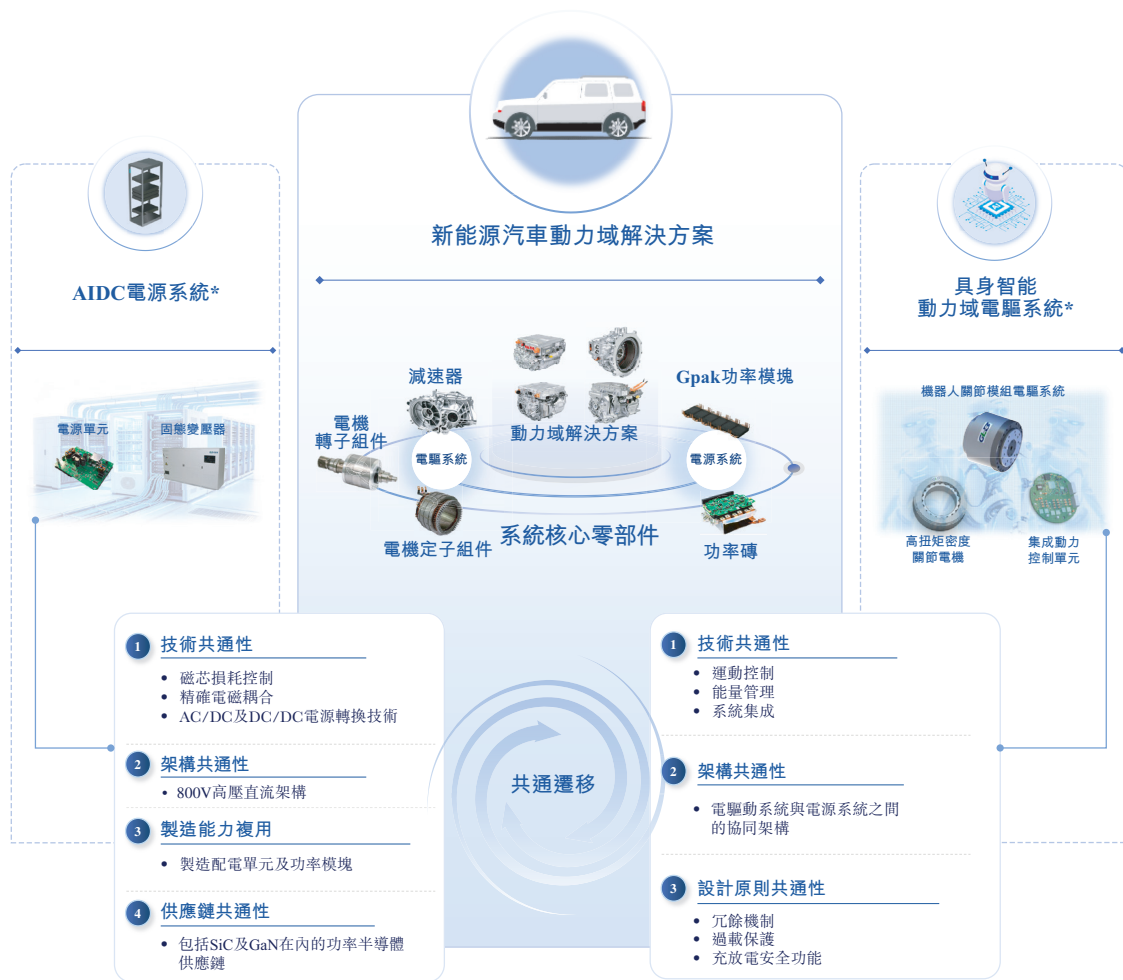 新能源汽車動力域解決方案
AIDC電源系統*
電源單元
固態變壓器
減速器
電機
轉子組件
電驅系統
電機定子組件
動力域解決方案
Gpak功率模塊
電源系統
功率磚
系統核心零部件
具身智能
動力域電驅系統*
機器人關節模組電驅系統
高扭矩密度
關節電機
集成動力
控制單元
1 技術共通性
• 磁芯損耗控制
• 精確電磁耦合
• AC/DC及DC/DC電源轉換技術
2 架構共通性
• 800V高壓直流架構
3 製造能力複用
• 製造配電單元及功率模塊
4 供應鏈共通性
• 包括SiC及GaN在內的功率半導體
供應鏈
共通遷移
1 技術共通性
• 運動控制
• 能量管理
• 系統集成
2 架構共通性
• 電驅動系統與電源系統之間
的協同架構
3 設計原則共通性
• 冗餘機制
• 過載保護
• 充放電安全功能